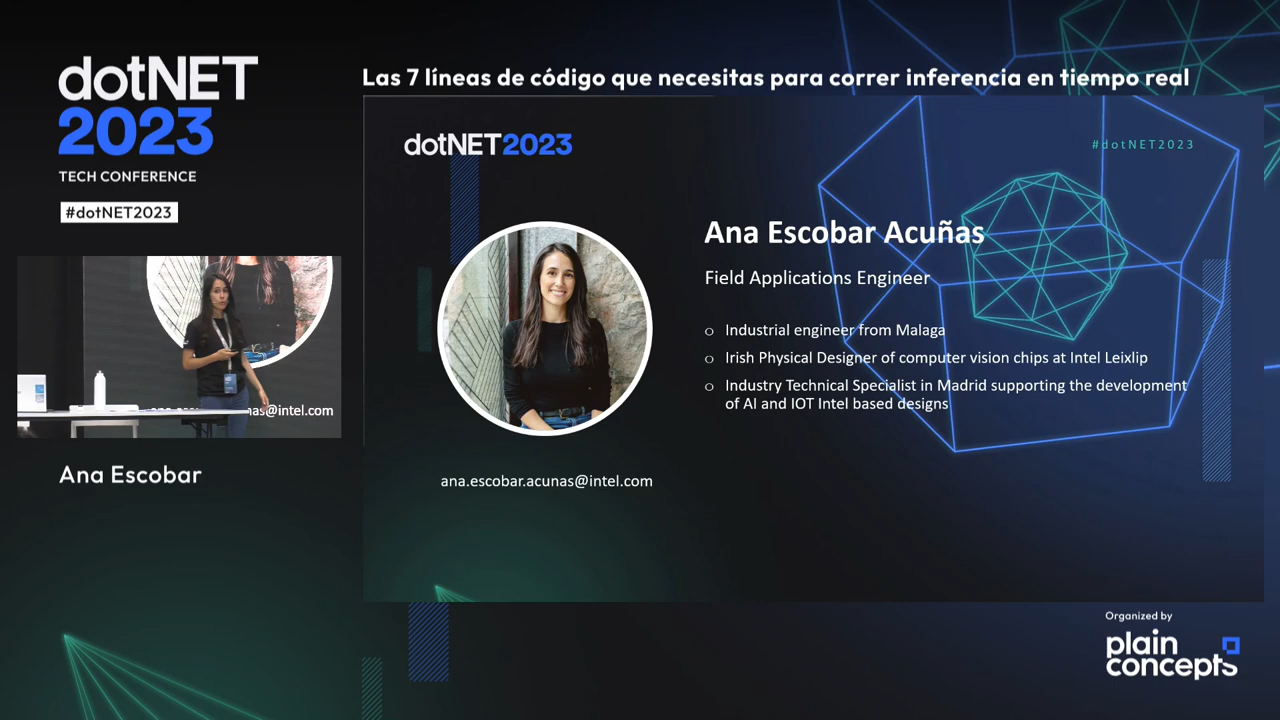 dotNET
2023
TECH CONFERENCE
#dotNET2023
nas@intel.com
Ana Escobar
Las 7 líneas de código que necesitas para correr inferencia en tiempo real
dotNET2023
#dotNET2023
Ana Escobar Acuñas
Field Applications Engineer
Industrial engineer from Malaga
Irish Physical Designer of computer vision chips at Intel Leixlip
Industry Technical Specialist in Madrid supporting the development
of AI and IOT Intel based designs
ana.escobar.acunas@intel.com
Organized by
plain
concepts